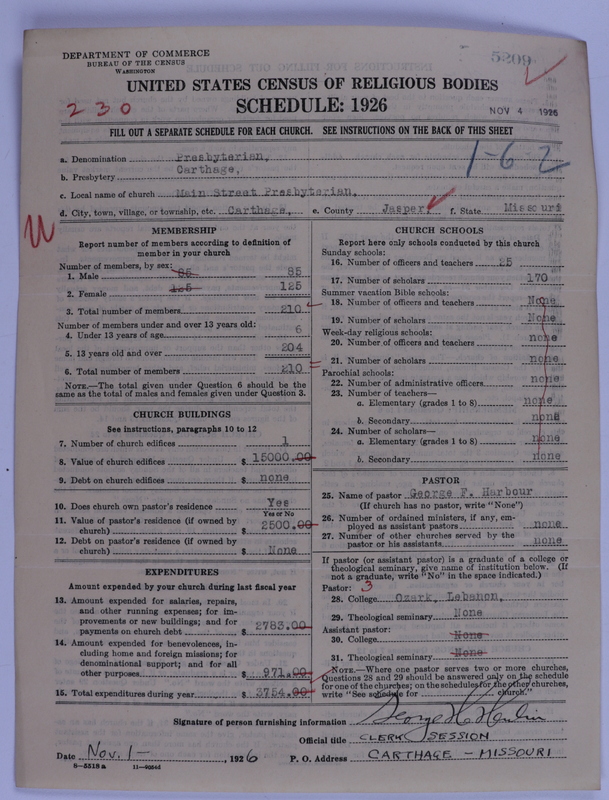 DEPARTMENT OF COMMERCE
BUREAU OF THE CENSUS
WASHINGTON
5209
UNITED STATES CENSUS OF RELIGIOUS BODIES
230
SCHEDULE: 1926
NOV 4 1926
FILL OUT A SEPARATE SCHEDULE FOR EACH CHURCH. SEE INSTRUCTIONS ON THE BACK OF THIS SHEET
1-62
a. Denomination Presbyterian,
b. Presbytery Carthage,
c. Local name of church Main Street Presbyterian,
d. City, town, village, or township, etc. Carthage, e. County Jasper f. State Missouri
MEMBERSHIP
Report number of members according to definition of
member in your church
Number of members, by sex:
1. Male 85 85
2. Female 125 125
3. Total number of members 210
Number of members under and over 13 years old:
4. Under 13 years of age 6
5. 13 years old and over 204
6. Total number of members 210
NOTE.—The total given under Question 6 should be
same as the total of males and females given under Question 3.
CHURCH BUILDINGS
See instructions, paragraphs 10 to 12
7. Number of church edifices 1
8. Value of church edifices $ 15000.00
9. Debt on church edifices $ none
10. Does church own pastor's residence Yes
Yes or No
11. Value of pastor's residence (if owned by
church) $ 2500.00
12. Debt on pastor's residence (if owned by
church) $ None
EXPENDITURES
Amount expended by your church during last fiscal year
13. Amount expended for salaries, repairs,
and other running expenses; for im-
provements or new buildings; and for
payments on church debt $ 2783.00
14. Amount expended for benevolences, in-
cluding home and foreign missions; for
denominational support; and for all
other purposes $ 971.00
15. Total expenditures during year $ 3754.00
CHURCH SCHOOLS
Report here only schools conducted by this church
Sunday schools:
16. Number of officers and teachers 25
17. Number of scholars 170
Summer vacation Bible schools:
18. Number of officers and teachers None
19. Number of scholars None
Week-day religious schools:
20. Number of officers and teachers none
21. Number of scholars none
Parochial schools:
22. Number of administrative officers none
23. Number of teachers—
a. Elementary (grades 1 to 8) none
b. Secondary none
24. Number of scholars—
a. Elementary (grades 1 to 8) none
b. Secondary none
PASTOR
25. Name of pastor George F. Harbour
(If church has no pastor, write "None")
26. Number of ordained ministers, if any, em-
ployed as assistant pastors none
27. Number of other churches served by the
pastor or his assistants none
If pastor (or assistant pastor) is a graduate of a college or
theological seminary, give name of institution below. (If
not a graduate, write "No" in the space indicated.)
Pastor: 3
28. College Ozark, Lebanon,
29. Theological seminary None
Assistant pastor:
30. College None
31. Theological seminary None
NOTE.—Where one pastor serves two or more churches,
Questions 28 and 29 should be answered only on the schedule
for one of the churches; on the schedules for the other churches,
write "See schedule for church."
Signature of person furnishing information George H
Official title CLERK SESSION
Date Nov. 1—, 1926 P. O. Address CARTHAGE - MISSOURI
8-5518 a